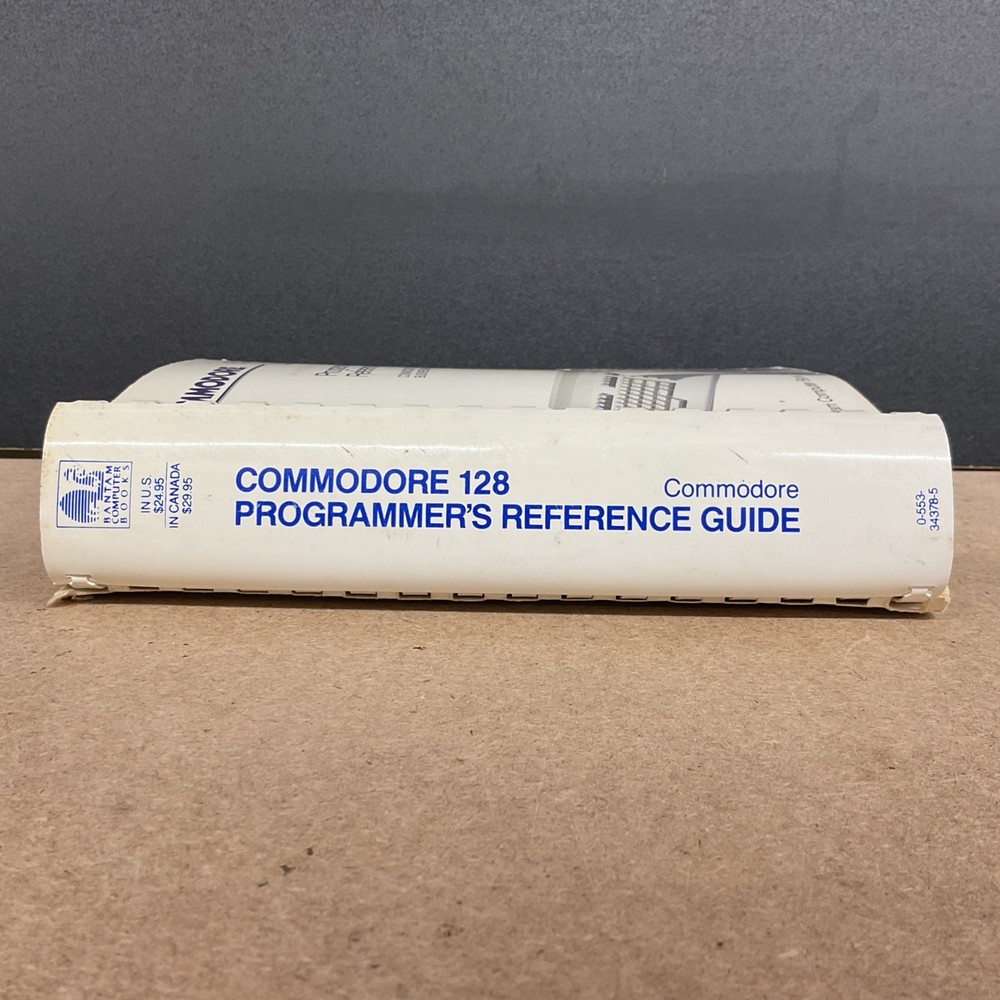 BANTAM
COMPUTER
BOOKS
IN U.S.
$24.95
IN CANADA
$29.95
COMMODORE 128
PROGRAMMER'S REFERENCE GUIDE
Commodore
0-553-
34378-5